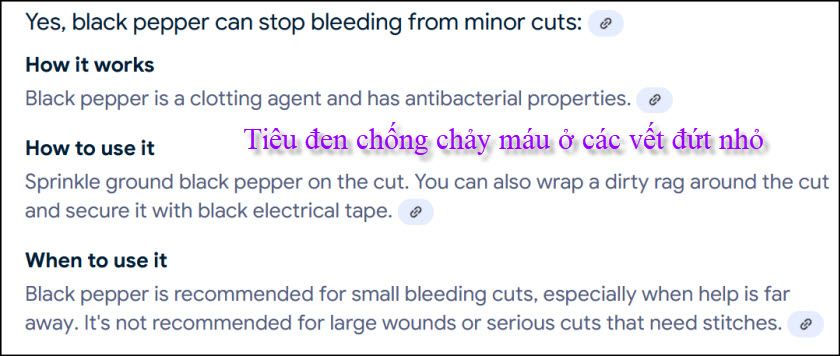 Yes, black pepper can stop bleeding from minor cuts:
How it works
Black pepper is a clotting agent and has antibacterial properties.
Tiêu đen chống chảy máu ở các vết đứt nhỏ
How to use it
Sprinkle ground black pepper on the cut. You can also wrap a dirty rag around the cut
and secure it with black electrical tape.
When to use it
Black pepper is recommended for small bleeding cuts, especially when help is far
away. It's not recommended for large wounds or serious cuts that need stitches.